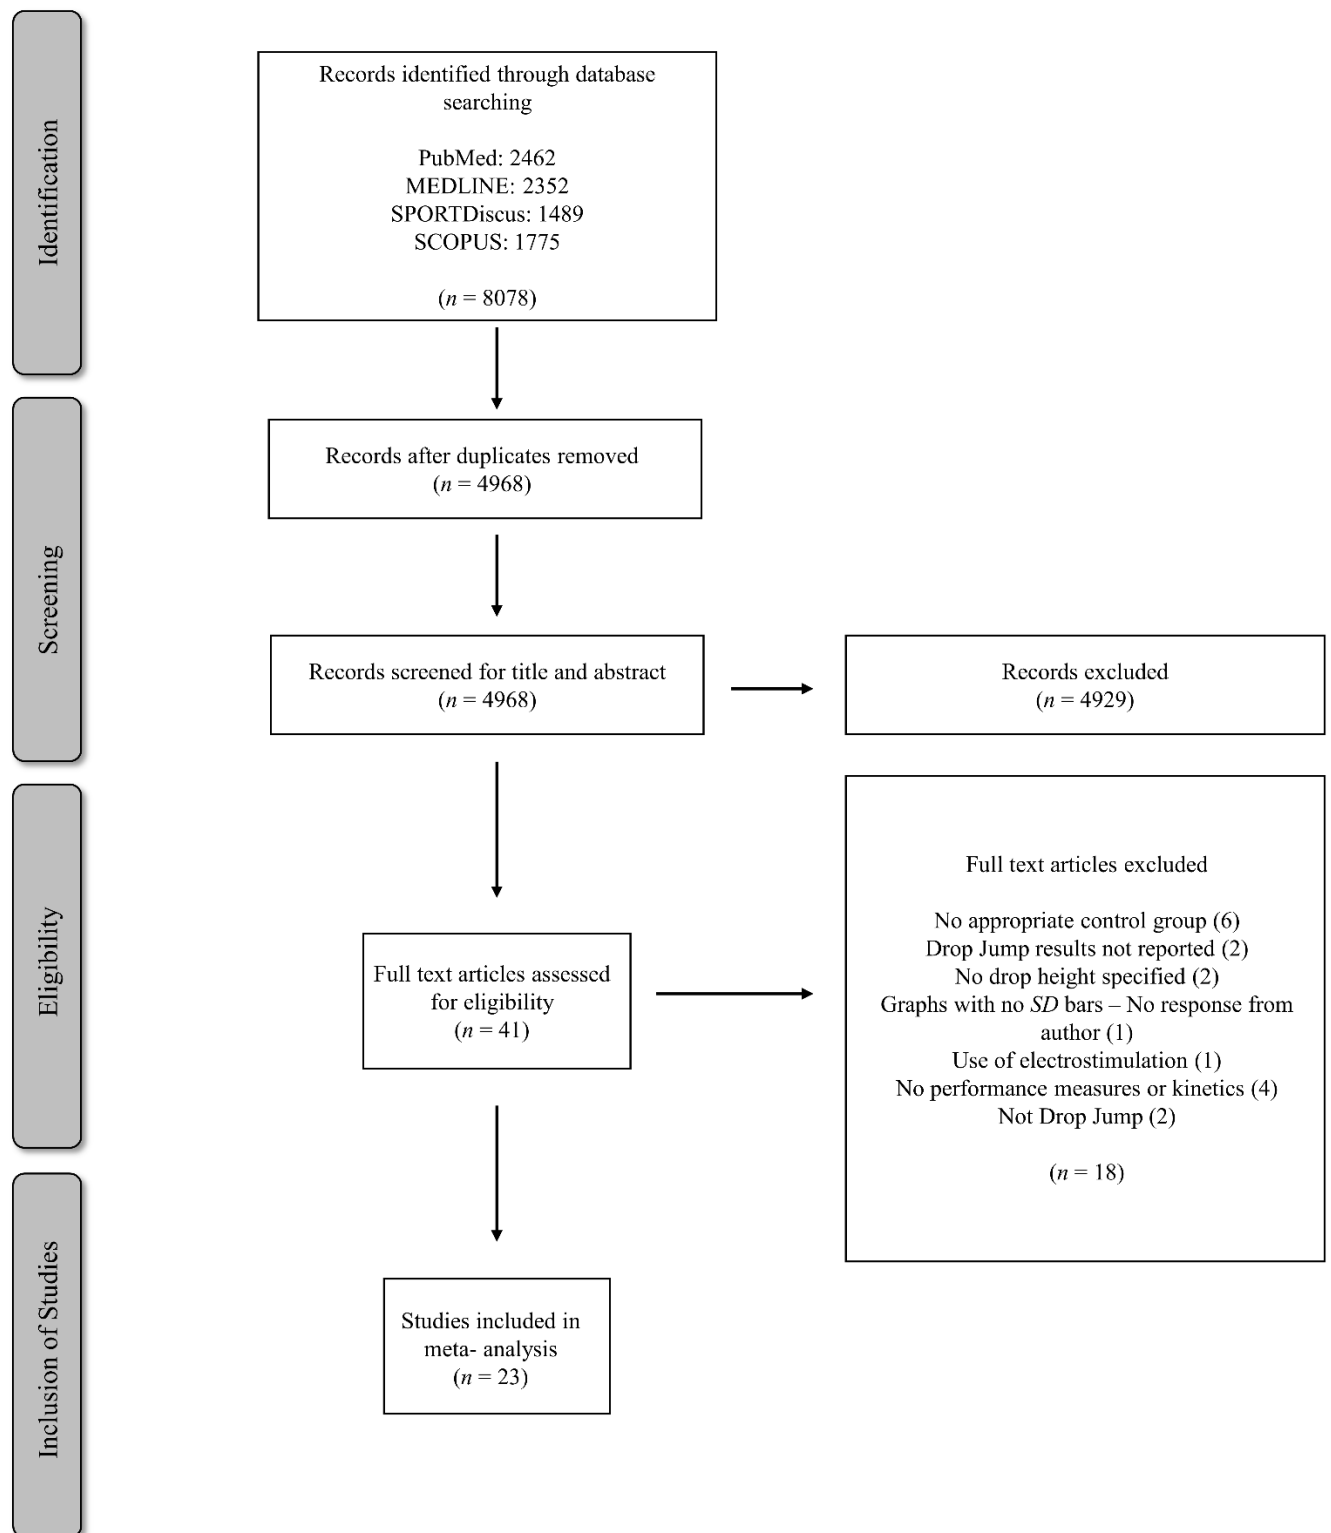 Identification
Records identified through database
searching
PubMed: 2462
MEDLINE: 2352
SPORTDiscus: 1489
SCOPUS: 1775
(n = 8078)
Screening
Records after duplicates removed
(n = 4968)
Records screened for title and abstract
(n = 4968)
Records excluded
(n = 4929)
Eligibility
Full text articles assessed
for eligibility
(n = 41)
Full text articles excluded
No appropriate control group (6)
Drop Jump results not reported (2)
No drop height specified (2)
Graphs with no SD bars – No response from
author (1)
Use of electrostimulation (1)
No performance measures or kinetics (4)
Not Drop Jump (2)
(n = 18)
Inclusion of Studies
Studies included in
meta- analysis
(n = 23)